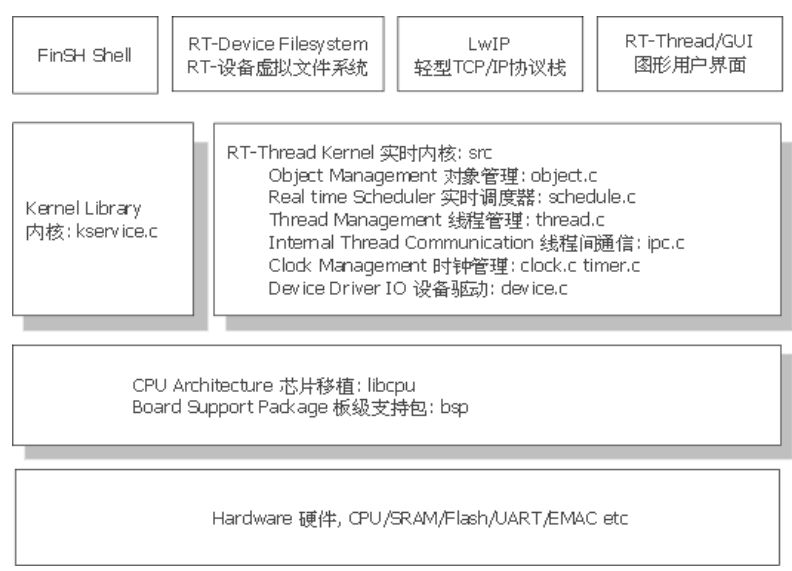 FinSH Shell
RT-Device Filesystem
RT-设备虚拟文件系统
LwIP
轻型TCP/IP协议栈
RT-Thread/GUI
图形用户界面
Kernel Library
内核: kservice.c
RT-Thread Kernel 实时内核: src
Object Management 对象管理: object.c
Real time Scheduler 实时调度器: schedule.c
Thread Management 线程管理: thread.c
Internal Thread Communication 线程间通信: ipc.c
Clock Management 时钟管理: clock.c timer.c
Device Driver IO 设备驱动: device.c
CPU Architecture 芯片移植: libcpu
Board Support Package 板级支持包: bsp
Hardware 硬件, CPU/SRAM/Flash/UART/EMAC etc